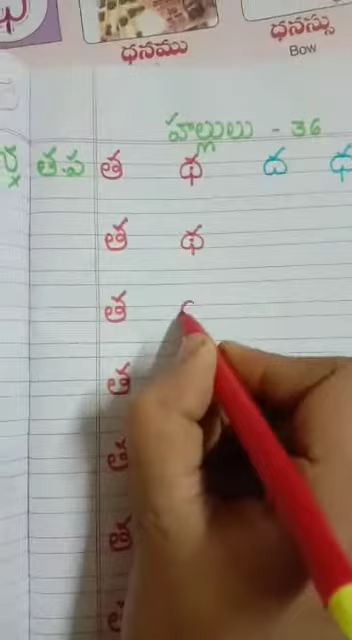 ధనము
ధనస్సు
Bow
హల్లులు - 36
త.ప త థ ద ధ
త థ
త
త
త
త
త